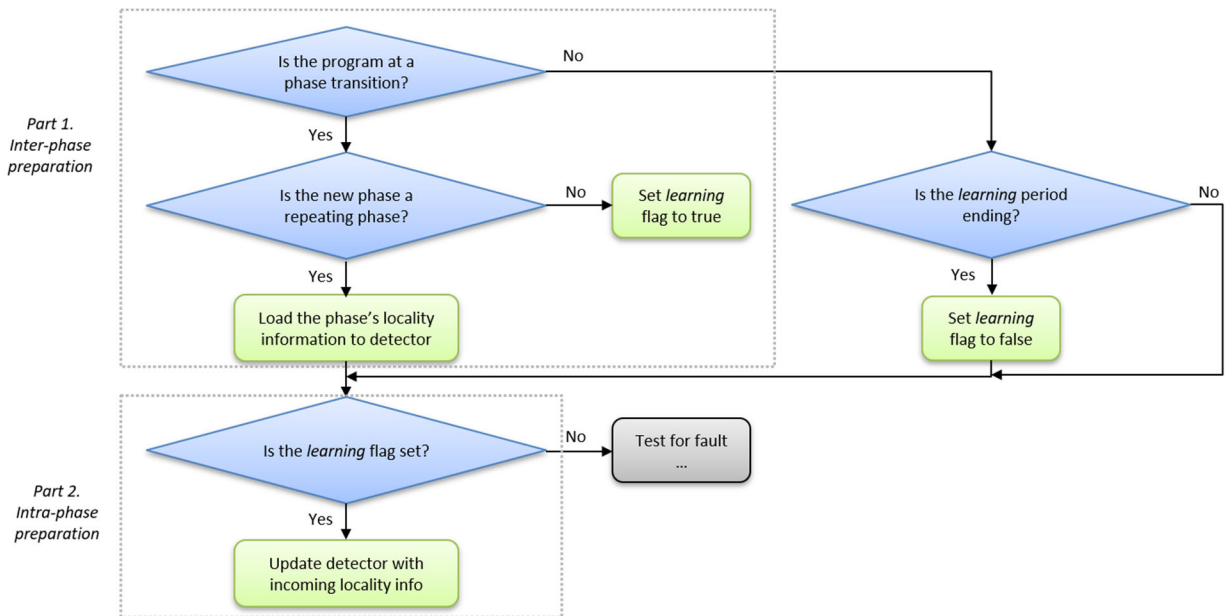 Is the program at a
phase transition?
No
Yes
Part 1.
Inter-phase
preparation
Is the new phase a
repeating phase?
No
Set learning
flag to true
Is the learning period
ending?
No
Yes
Yes
Load the phase's locality
information to detector
Set learning
flag to false
Is the learning flag set?
No
Test for fault
...
Part 2.
Intra-phase
preparation
Yes
Update detector with
incoming locality info